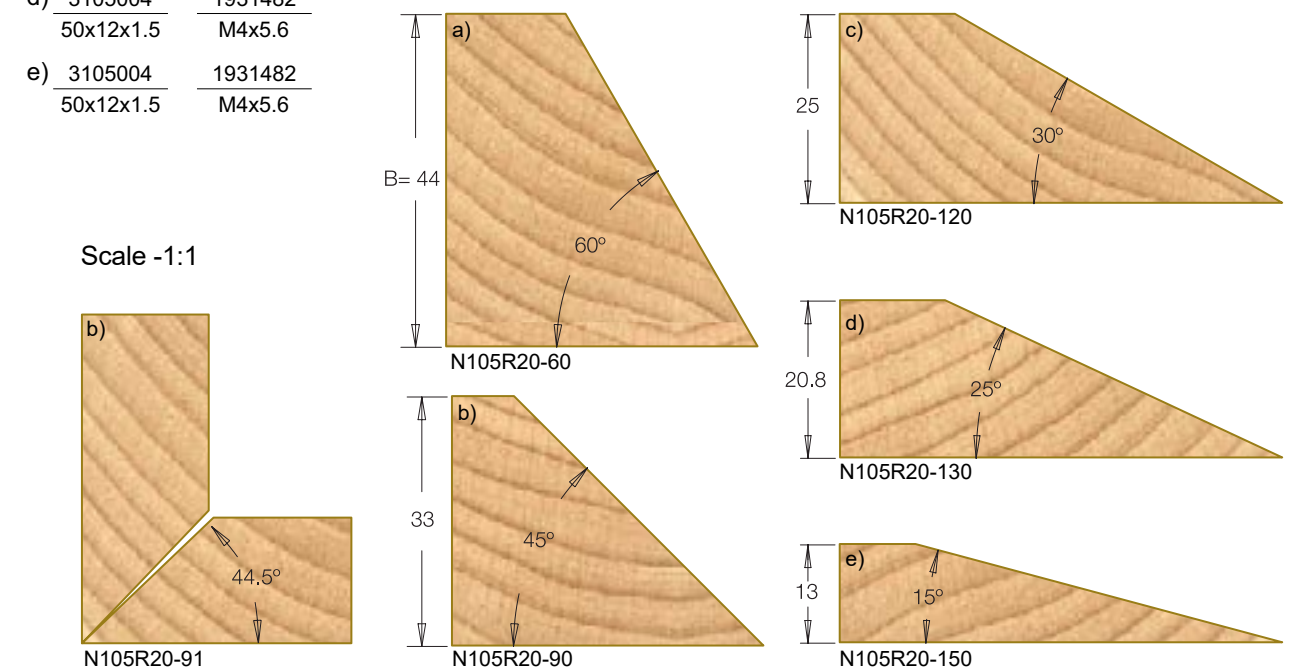 d) 3105004 1931482
50x12x1.5 M4x5.6
e) 3105004 1931482
50x12x1.5 M4x5.6
Scale -1:1
b)
44.5º
N105R20-91
a)
B= 44
60º
N105R20-60
b)
33
45º
N105R20-90
c)
25
30º
N105R20-120
d)
20.8
25º
N105R20-130
e)
13
15º
N105R20-150